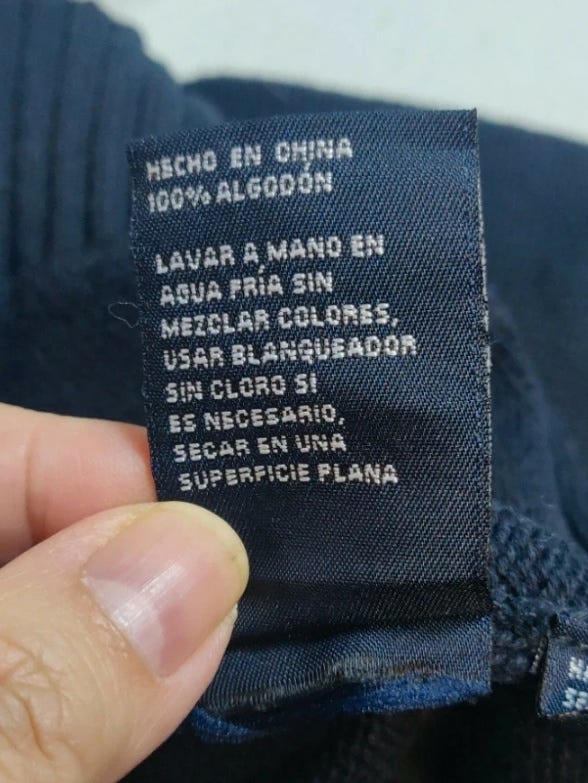 HECHO EN CHINA
100% ALGODÓN
LAVAR A MANO EN
AGUA FRÍA SIN
MEZCLAR COLORES,
USAR BLANQUEADOR
SIN CLORO SI
ES NECESARIO,
SECAR EN UNA
SUPERFICIE PLANA